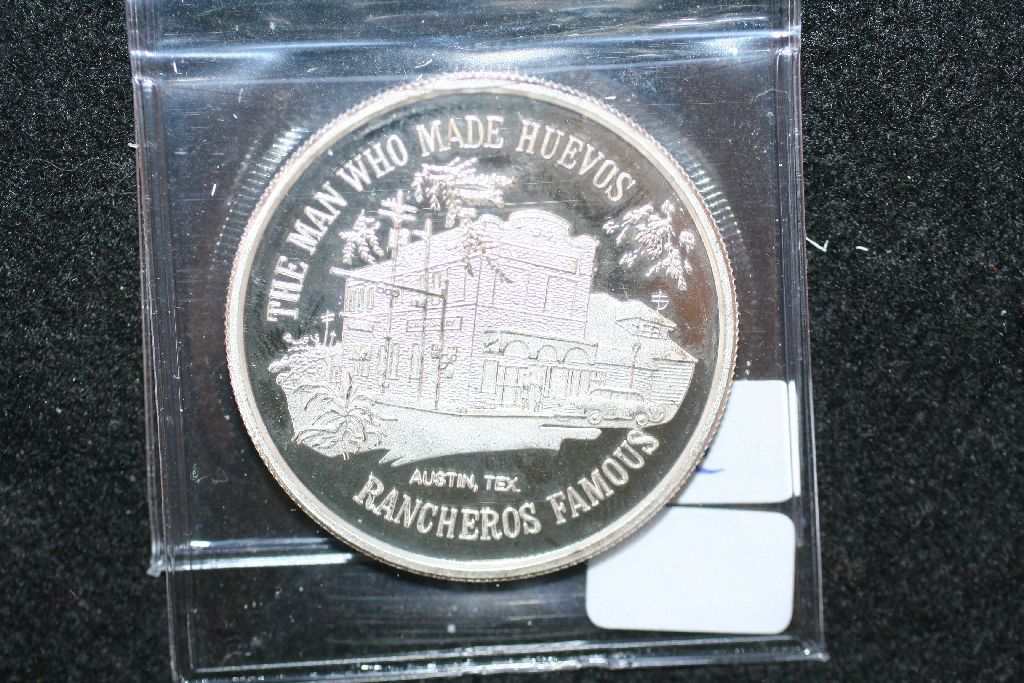 THE MAN WHO MADE HUEVOS
AUSTIN, TEX.
RANCHEROS FAMOUS